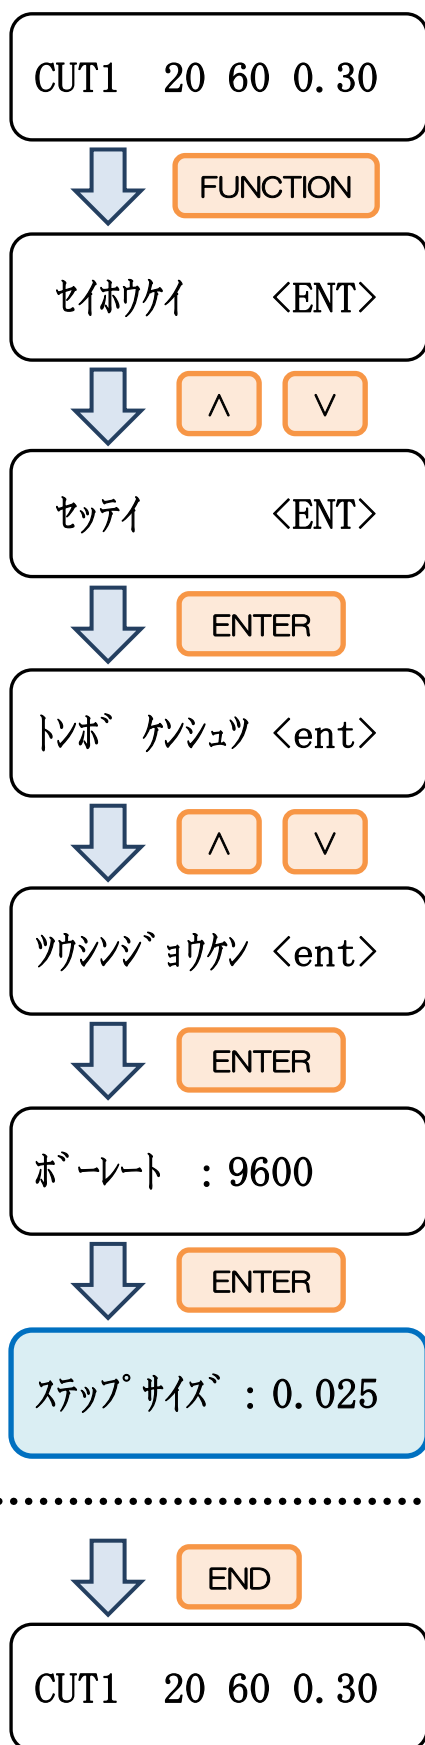 CUT1 20 60 0.30
FUNCTION
ｾｲﾎｳｹｲ <ENT>
∧ ∨
ｾｯﾃｲ <ENT>
ENTER
ﾄﾝﾎﾞ ｹﾝｼｭﾂ <ent>
∧ ∨
ﾂｳｼﾝｼﾞｮｳｹﾝ <ent>
ENTER
ﾎﾞｰﾚｰﾄ :9600
ENTER
ｽﾃｯﾌﾟｻｲｽﾞ:0.025
END
CUT1 20 60 0.30